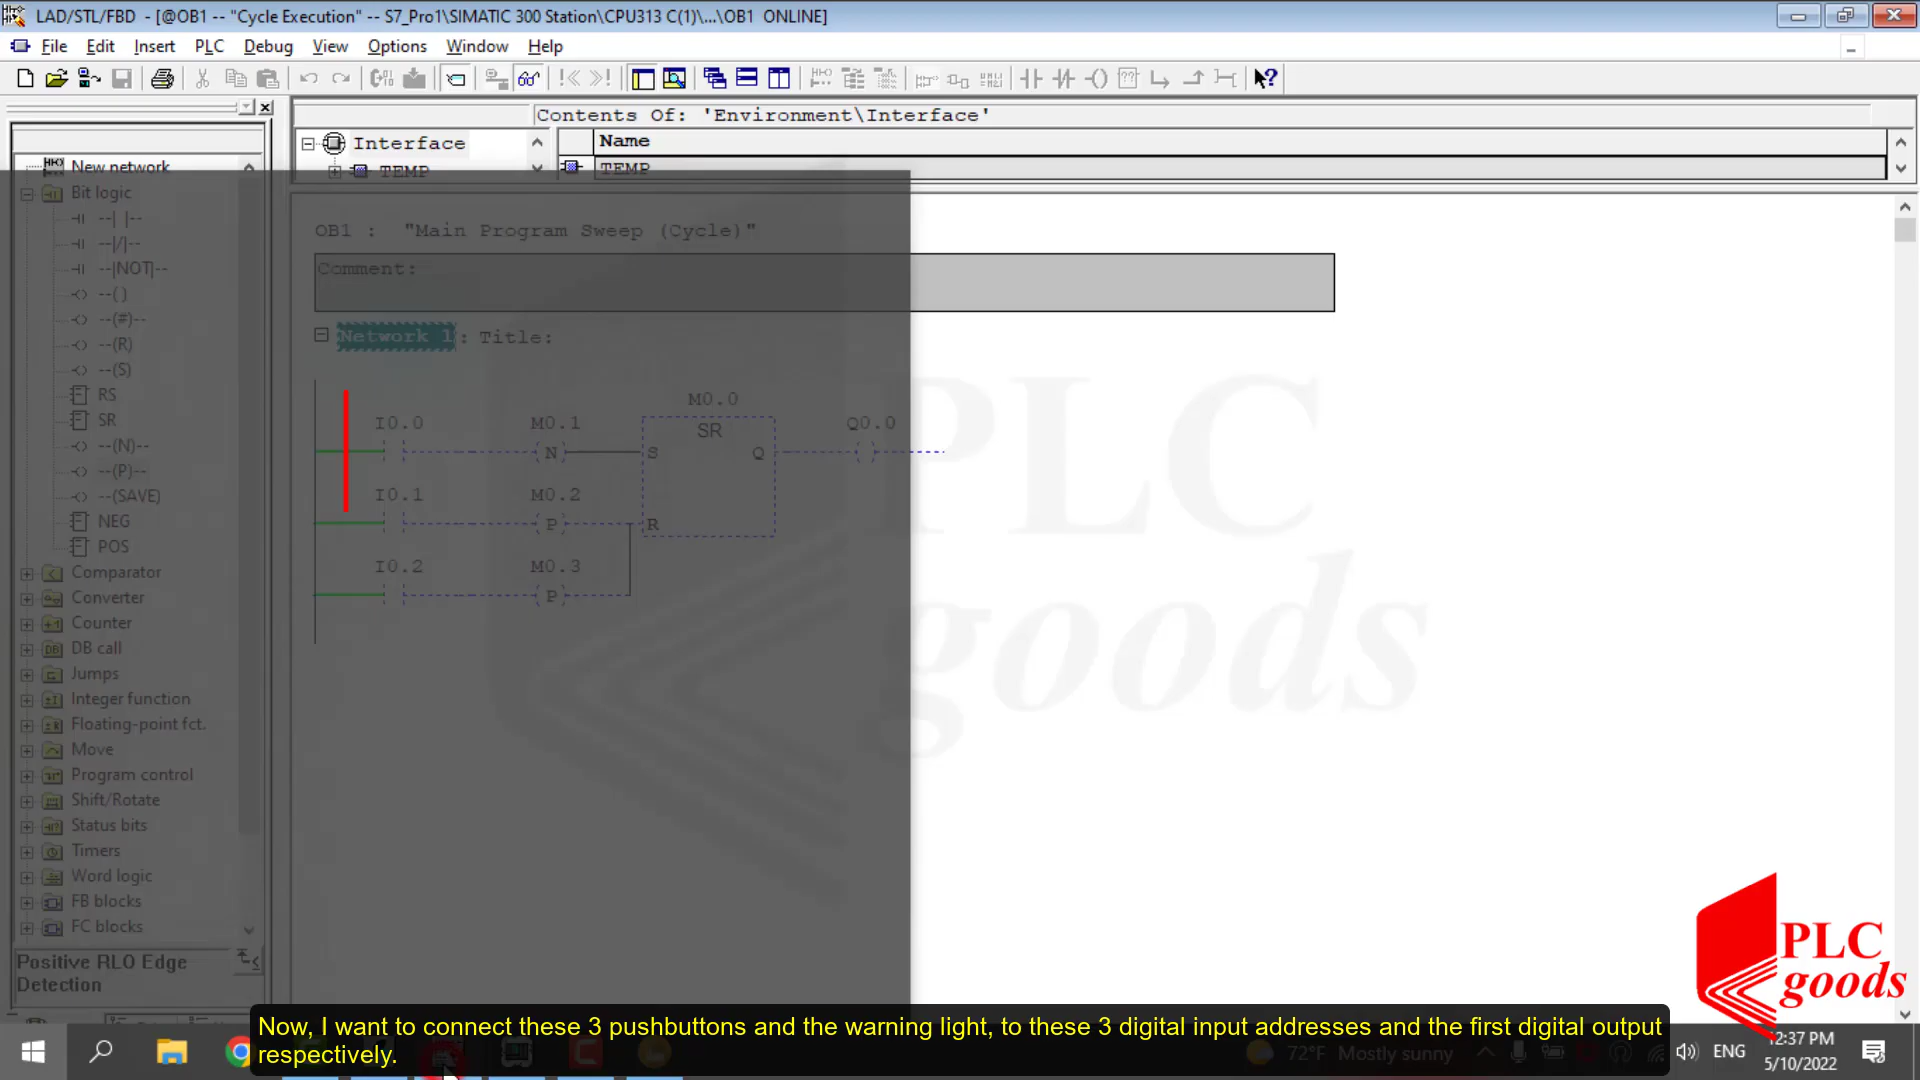 LAD/STL/FBD - [@OB1 -- "Cycle Execution" -- S7_Pro1\SIMATIC 300 Station\CPU313 C(1)\...\OB1 ONLINE]
File Edit Insert PLC Debug View Options Window Help
Contents Of: 'Environment\Interface'
Interface
Name
TEMP
TEMP
New network
Bit logic
--| |--
--|/|--
--|NOT|--
--( )
--(#)--
--(R)
--(S)
RS
SR
--(N)--
--(P)--
--(SAVE)
NEG
POS
Comparator
Converter
Counter
DB call
Jumps
Integer function
Floating-point fct.
Move
Program control
Shift/Rotate
Status bits
Timers
Word logic
FB blocks
FC blocks
Positive RLO Edge
Detection
OB1 : "Main Program Sweep (Cycle)"
Comment:
Network 1: Title:
M0.0
I0.0 M0.1 SR Q0.0
N S Q
I0.1 M0.2
P R
I0.2 M0.3
P
PLC
goods
PLC
goods
Now, I want to connect these 3 pushbuttons and the warning light, to these 3 digital input addresses and the first digital output
respectively.
72°F Mostly sunny
ENG
12:37 PM
5/10/2022